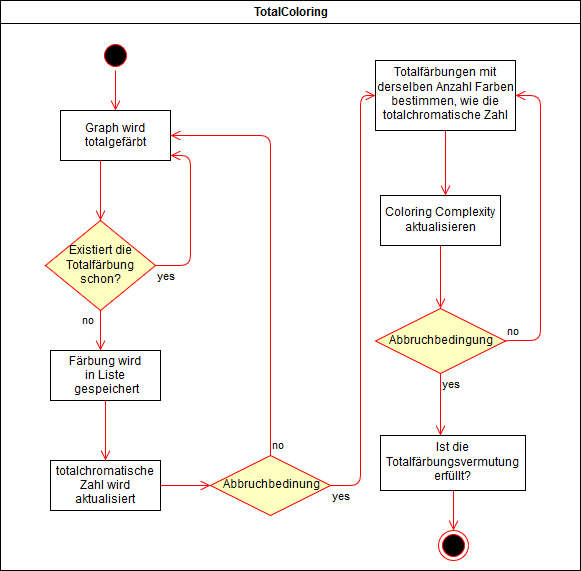 TotalColoring
Graph wird
totalgefärbt
Existiert die
Totalfärbung
schon?
yes
no
Färbung wird
in Liste
gespeichert
totalchromatische
Zahl wird
aktualisiert
Abbruchbedinung
no
yes
Totalfärbungen mit
derselben Anzahl Farben
bestimmen, wie die
totalchromatische Zahl
Coloring Complexity
aktualisieren
Abbruchbedingung
no
yes
Ist die
Totalfärbungsvermutung
erfüllt?